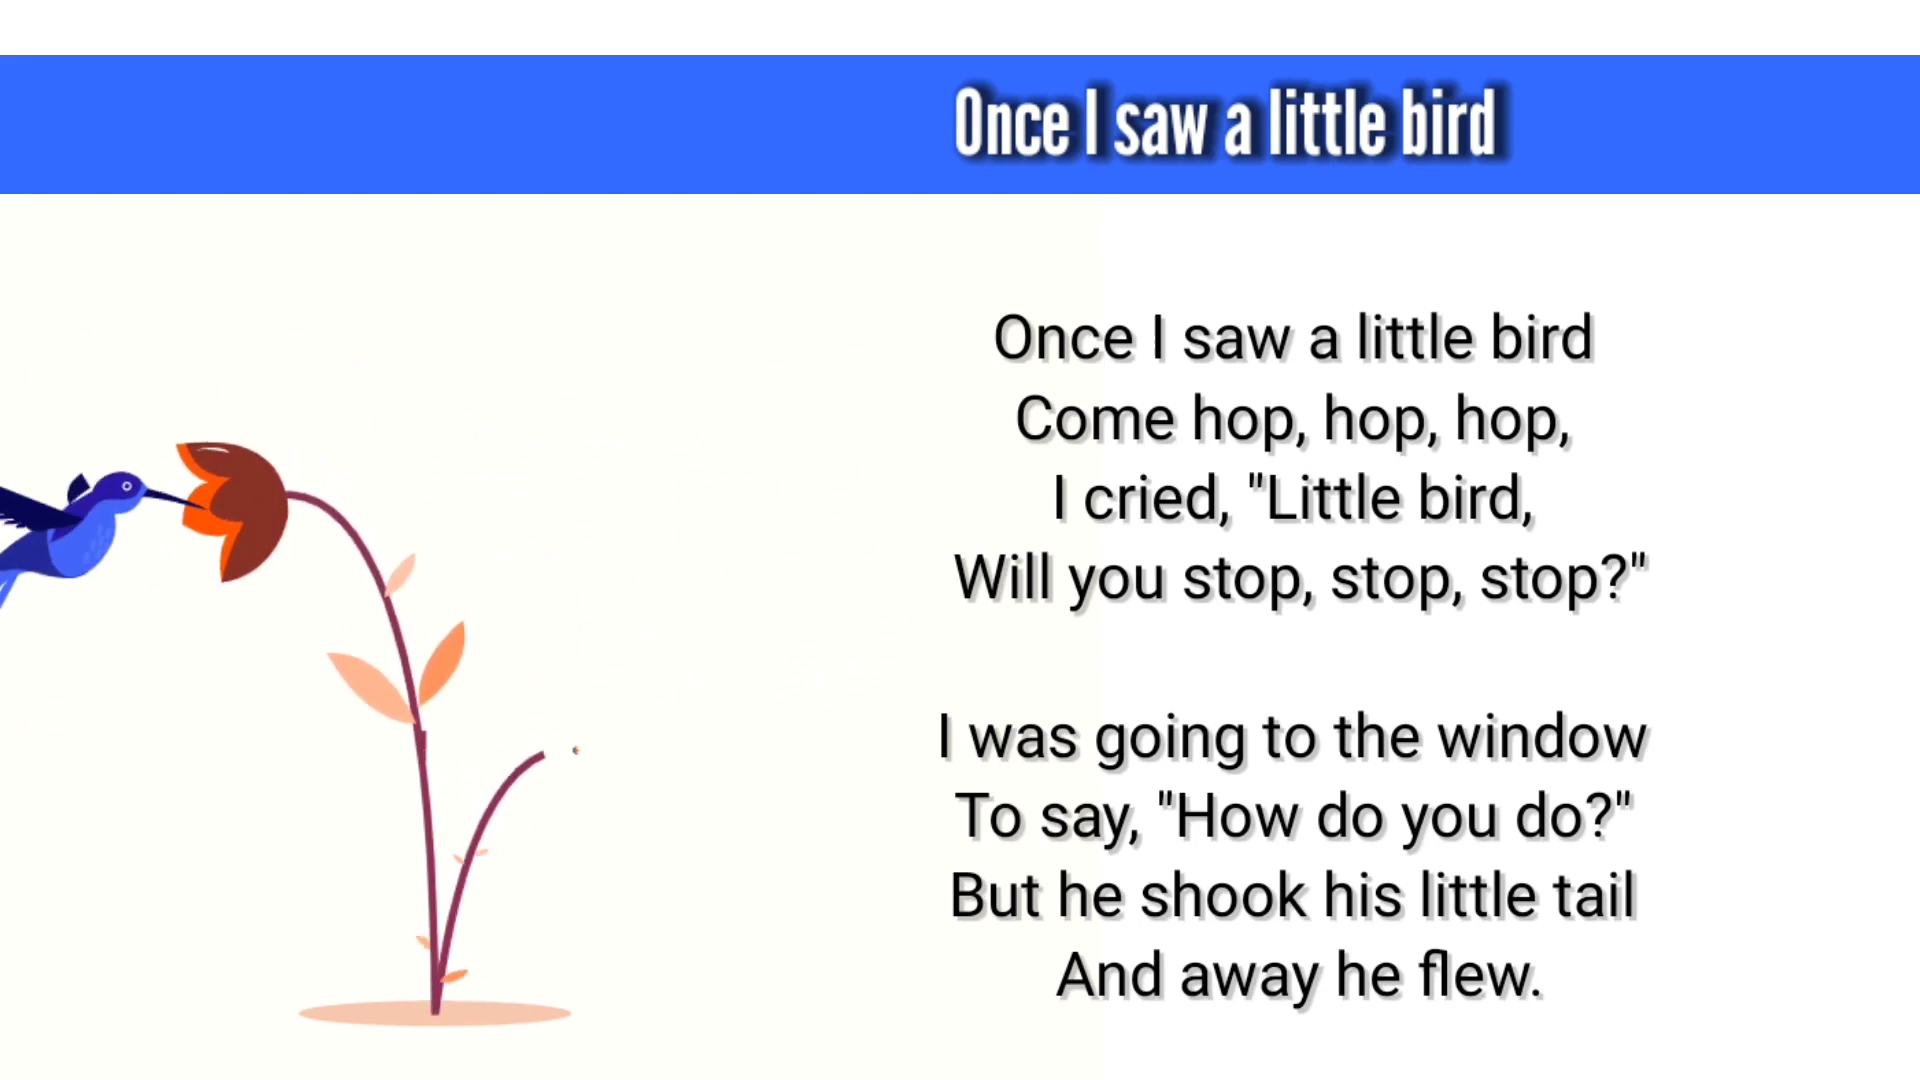 Once I saw a little bird
Once I saw a little bird
Come hop, hop, hop,
I cried, "Little bird,
Will you stop, stop, stop?"
I was going to the window
To say, "How do you do?"
But he shook his little tail
And away he flew.